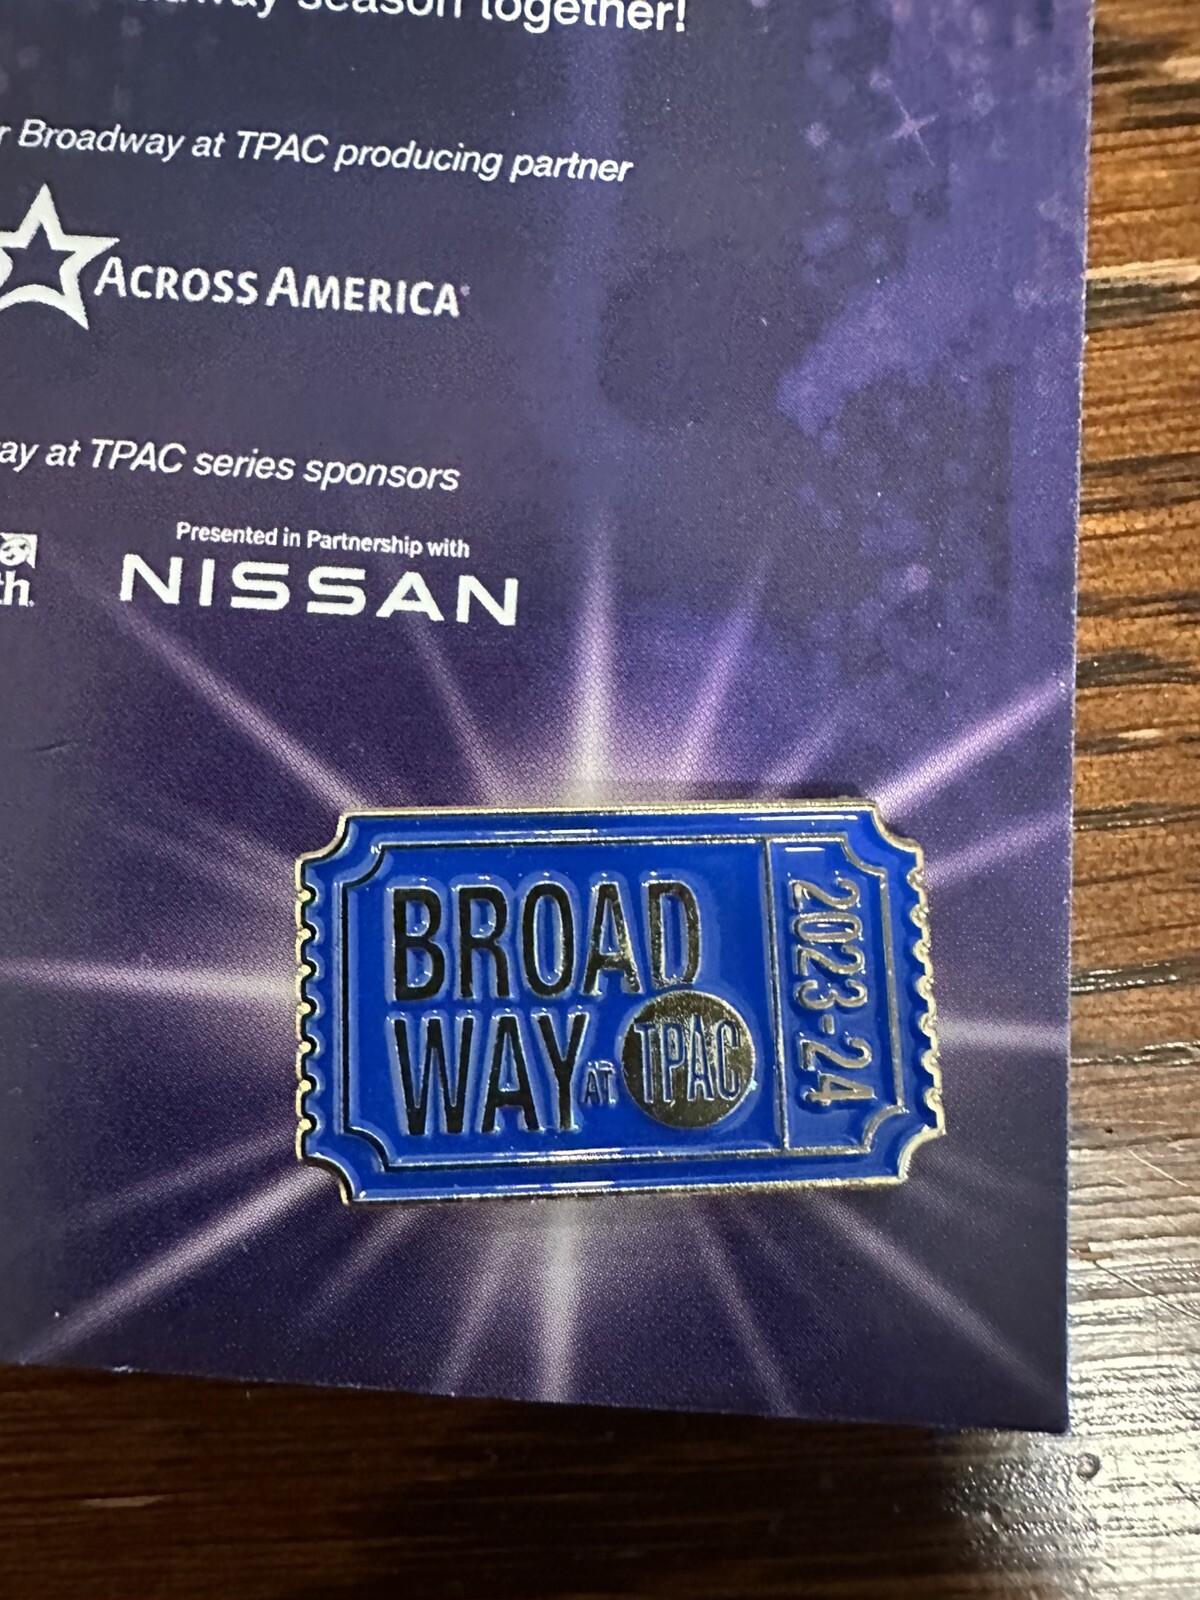 season together!
Broadway at TPAC producing partner
ACROSS AMERICA
at TPAC series sponsors
Presented in Partnership with
NISSAN
BROAD
WAY AT TPAC
2023-24